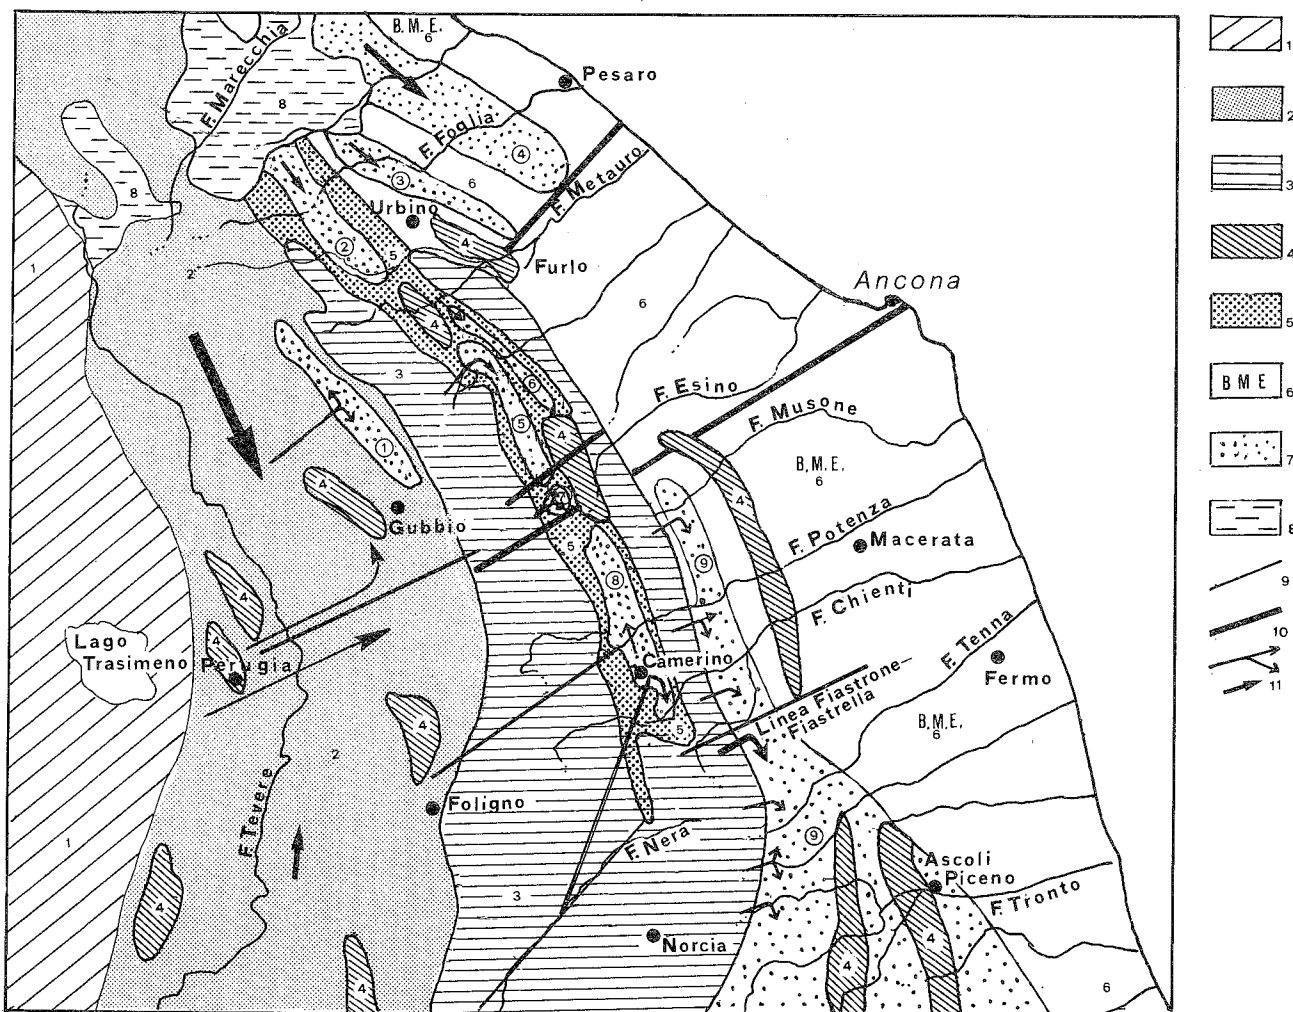 B.M.E.
6
Pesaro
F. Marecchia
8
F. Foglia
4
8
3
6
F. Metauro
Urbino
4
2
5
Furlo
1
2
Ancona
6
4
3
6
F. Esino
5
F. Musone
1
4
B.M.E.
6
4
4
Gubbio
F. Potenza
Macerata
5
9
8
F. Chienti
4
4
Lago
Trasimeno
Perugia
Camerino
F. Tenna
Fermo
Linea Fiastrone-
Fiastrella
4
5
B.M.E.
6
2
F. Tevere
Foligno
1
F. Nera
9
Ascoli
Piceno
3
4
F. Tronto
Norcia
4
4
4
6
1
2
3
4
5
BME 6
7
8
9
10
11